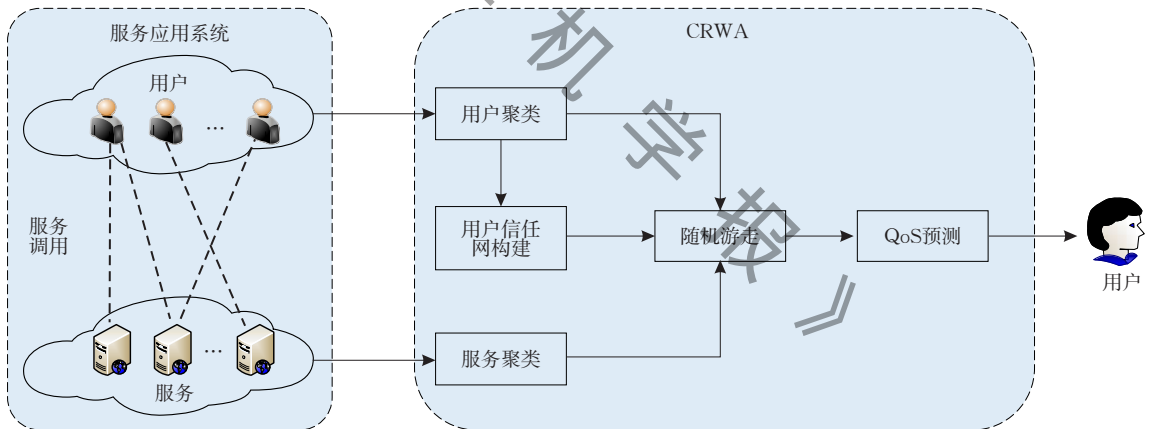 服务应用系统
用户
…
服务
调用
…
服务
CRWA
用户聚类
用户信任
网构建
随机游走
QoS预测
服务聚类
用户
机学报》